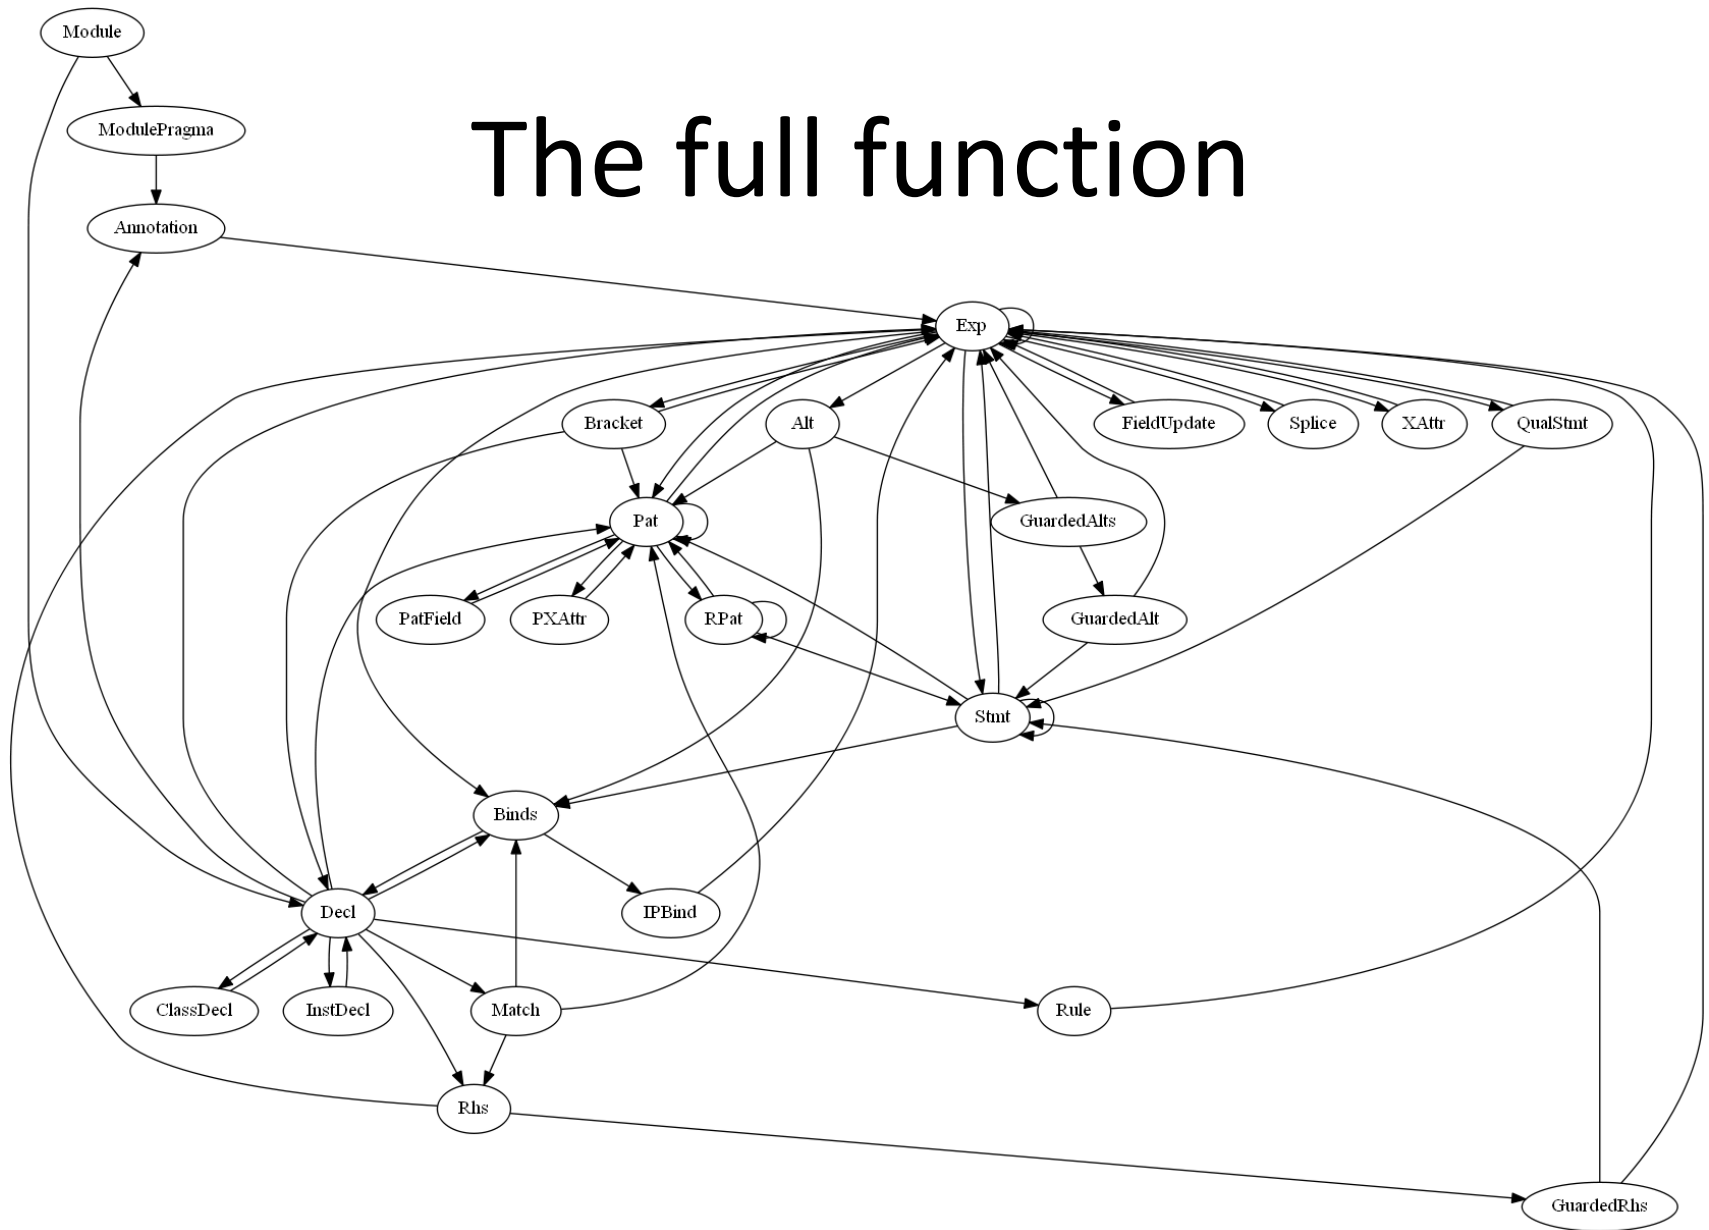 Module
ModulePragma
The full function
Annotation
Exp
Bracket
Alt
FieldUpdate
Splice
XAttr
QualStmt
Pat
GuardedAlts
PatField
PXAttr
RPat
GuardedAlt
Stmt
Binds
Decl
IPBind
ClassDecl
InstDecl
Match
Rule
Rhs
GuardedRhs